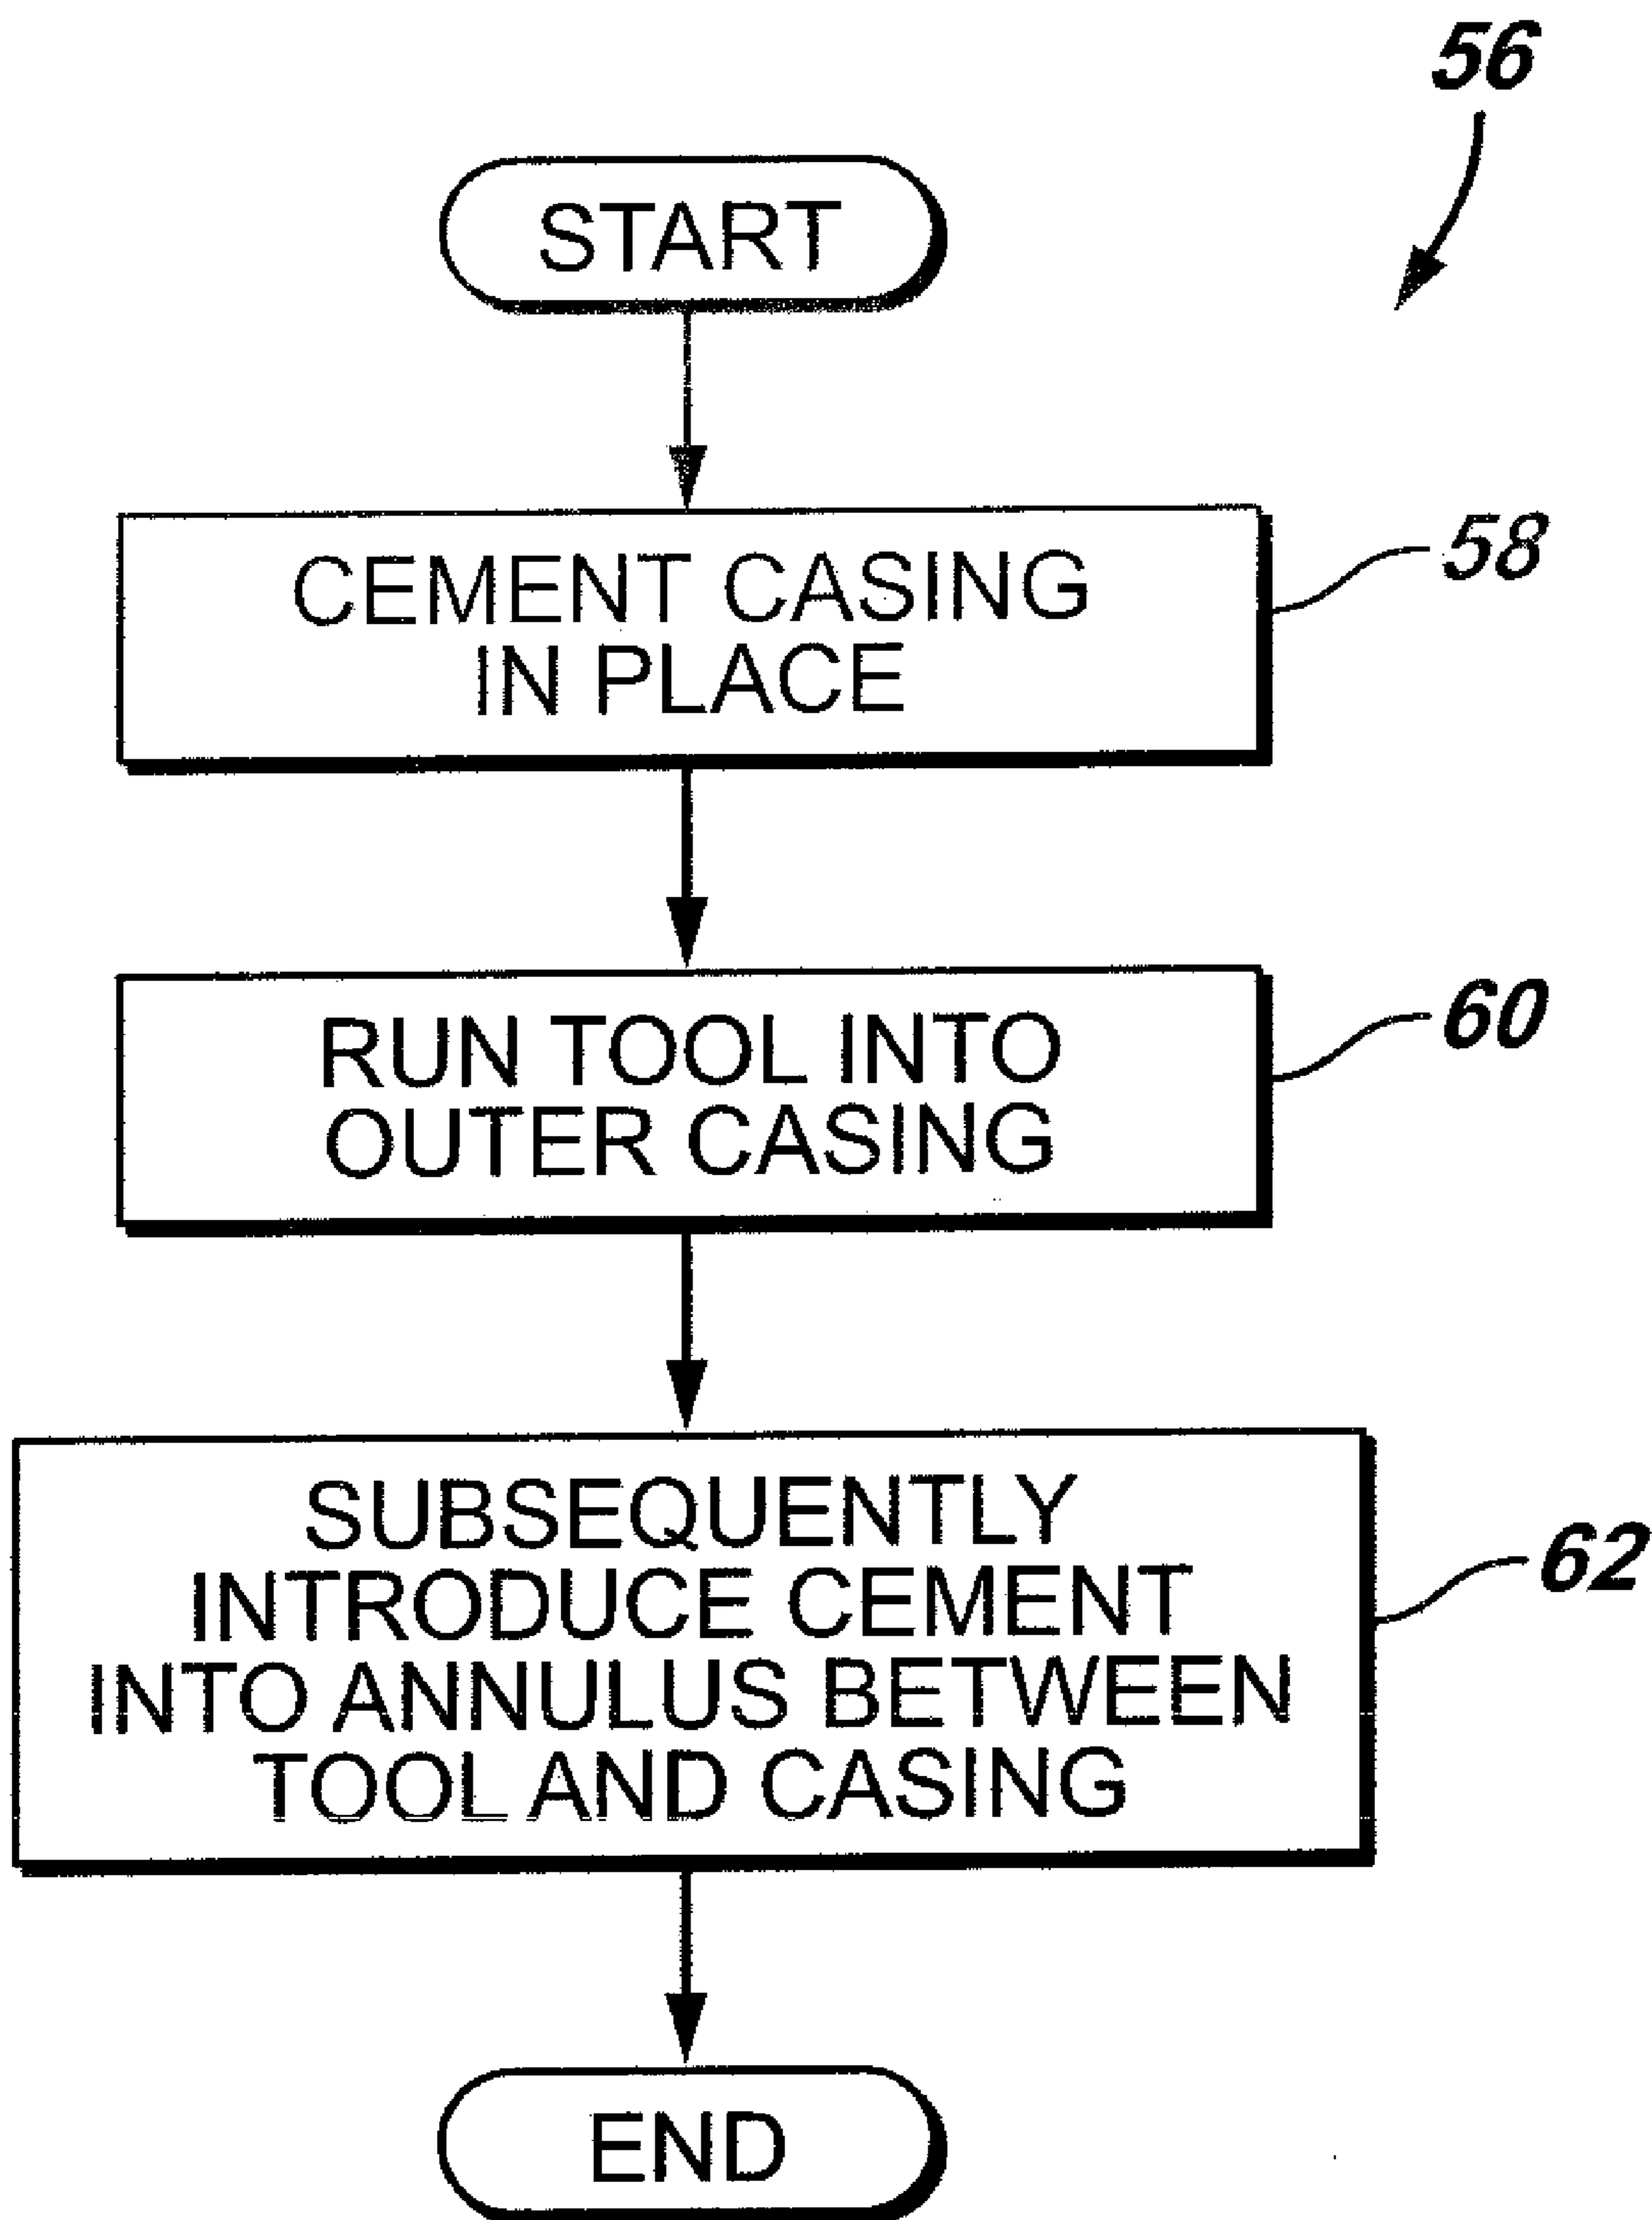 56
START
CEMENT CASING
IN PLACE
58
RUN TOOL INTO
OUTER CASING
60
SUBSEQUENTLY
INTRODUCE CEMENT
INTO ANNULUS BETWEEN
TOOL AND CASING
62
END